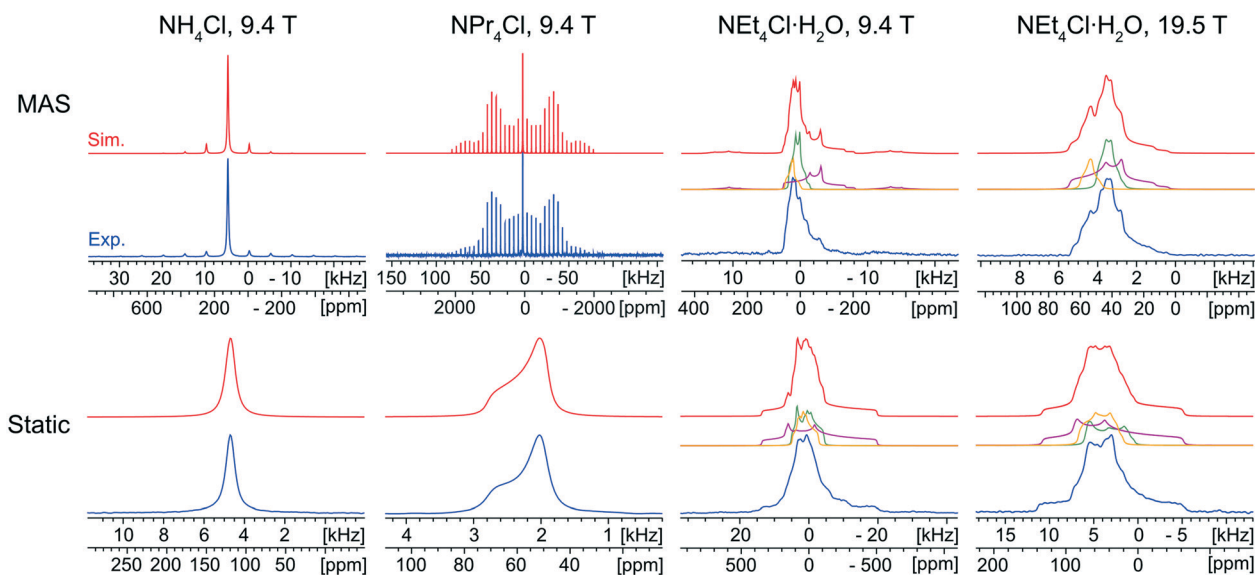 NH₄Cl, 9.4 T
NPr₄Cl, 9.4 T
NEt₄Cl·H₂O, 9.4 T
NEt₄Cl·H₂O, 19.5 T
MAS
Sim.
Exp.
30 20 10 0 - 10 [kHz]
600 200 - 200 [ppm]
150 100 50 0 - 50 [kHz]
2000 0 - 2000 [ppm]
10 0 - 10 [kHz]
400 200 0 - 200 [ppm]
8 6 4 2 0 [kHz]
100 80 60 40 20 0 [ppm]
Static
10 8 6 4 2 [kHz]
250 200 150 100 50 0 [ppm]
4 3 2 1 [kHz]
100 80 60 40 [ppm]
20 0 - 20 [kHz]
500 0 - 500 [ppm]
15 10 5 0 - 5 [kHz]
200 100 0 [ppm]